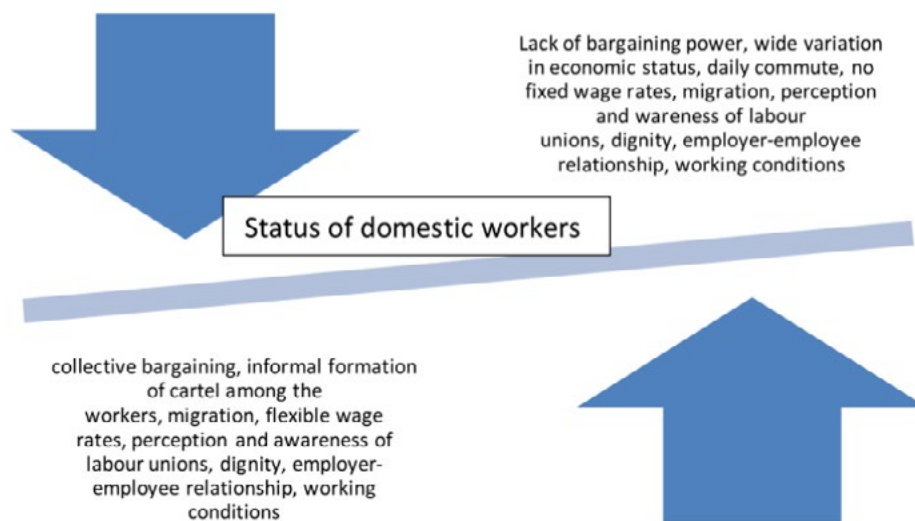 Lack of bargaining power, wide variation
in economic status, daily commute, no
fixed wage rates, migration, perception
and wareness of labour
unions, dignity, employer-employee
relationship, working conditions
Status of domestic workers
collective bargaining, informal formation
of cartel among the
workers, migration, flexible wage
rates, perception and awareness of
labour unions, dignity, employer-
employee relationship, working
conditions